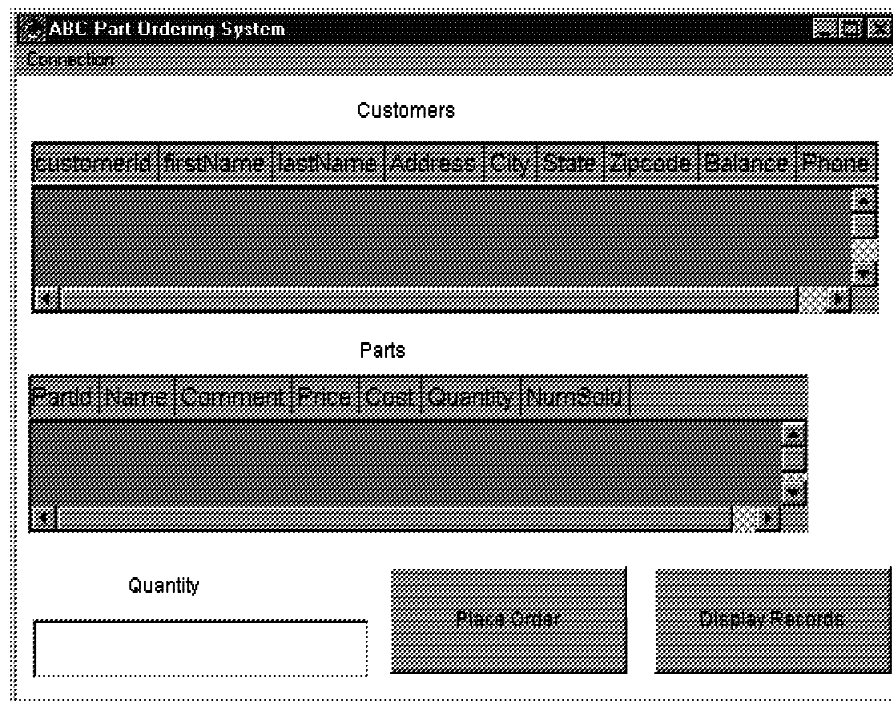 ABC Part Ordering System
Connection
Customers
customerId firstName lastName Address City State Zipcode Balance Phone
Parts
PartId Name Comment Price Cost Quantity NumSold
Quantity
Place Order Display Records